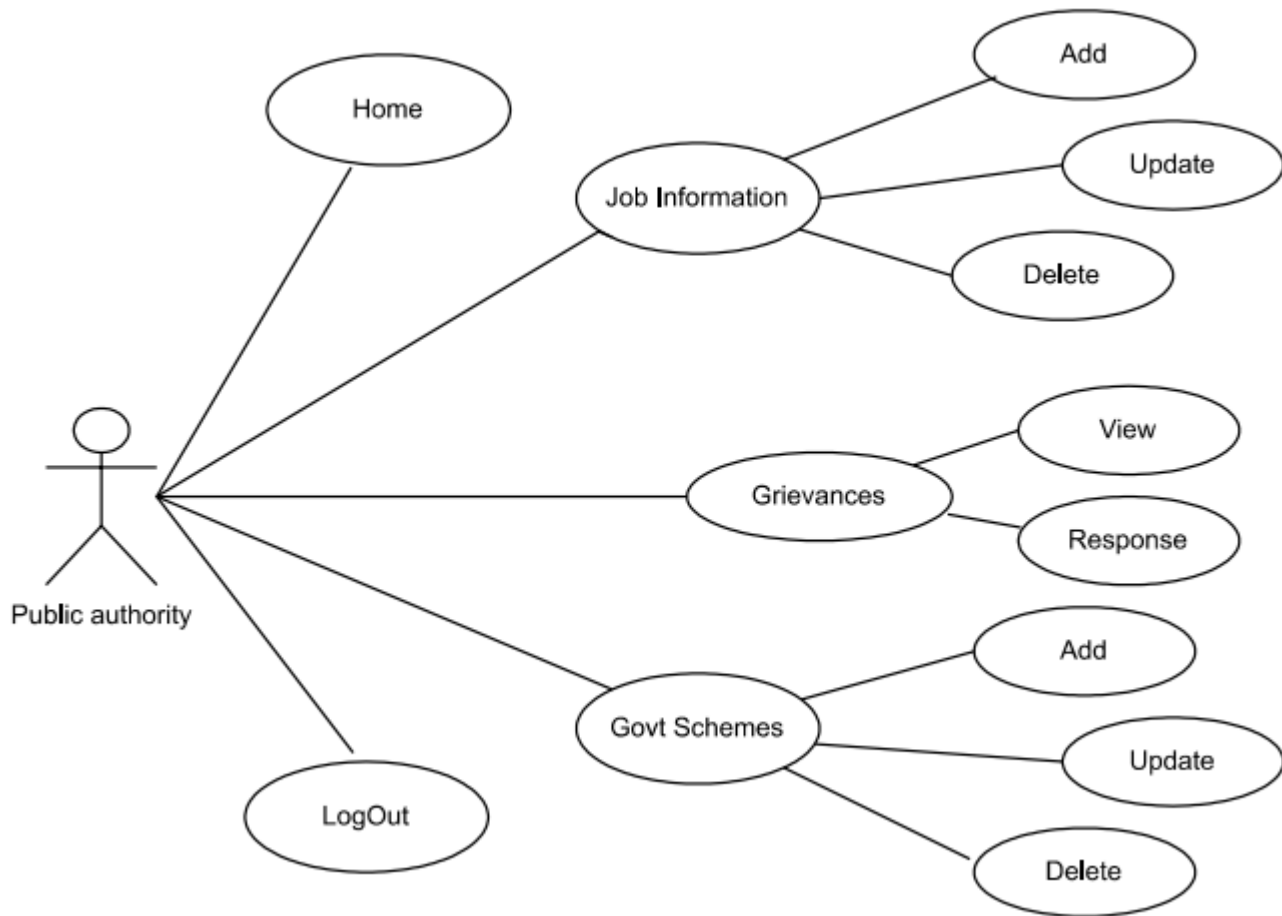 Add
Home
Update
Job Information
Delete
View
Grievances
Response
Public authority
Add
Govt Schemes
Update
LogOut
Delete